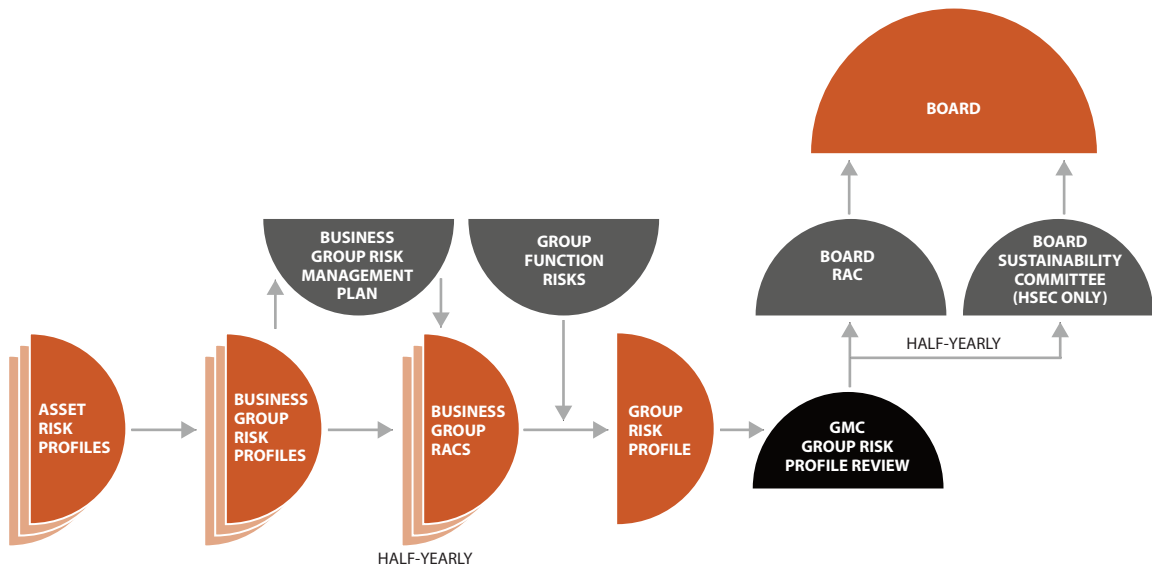 BOARD
BUSINESS
GROUP RISK
MANAGEMENT
PLAN
GROUP
FUNCTION
RISKS
BOARD
RAC
BOARD
SUSTAINABILITY
COMMITTEE
(HSEC ONLY)
HALF-YEARLY
ASSET
RISK
PROFILES
BUSINESS
GROUP
RISK
PROFILES
BUSINESS
GROUP
RACS
GROUP
RISK
PROFILE
GMC
GROUP RISK
PROFILE REVIEW
HALF-YEARLY